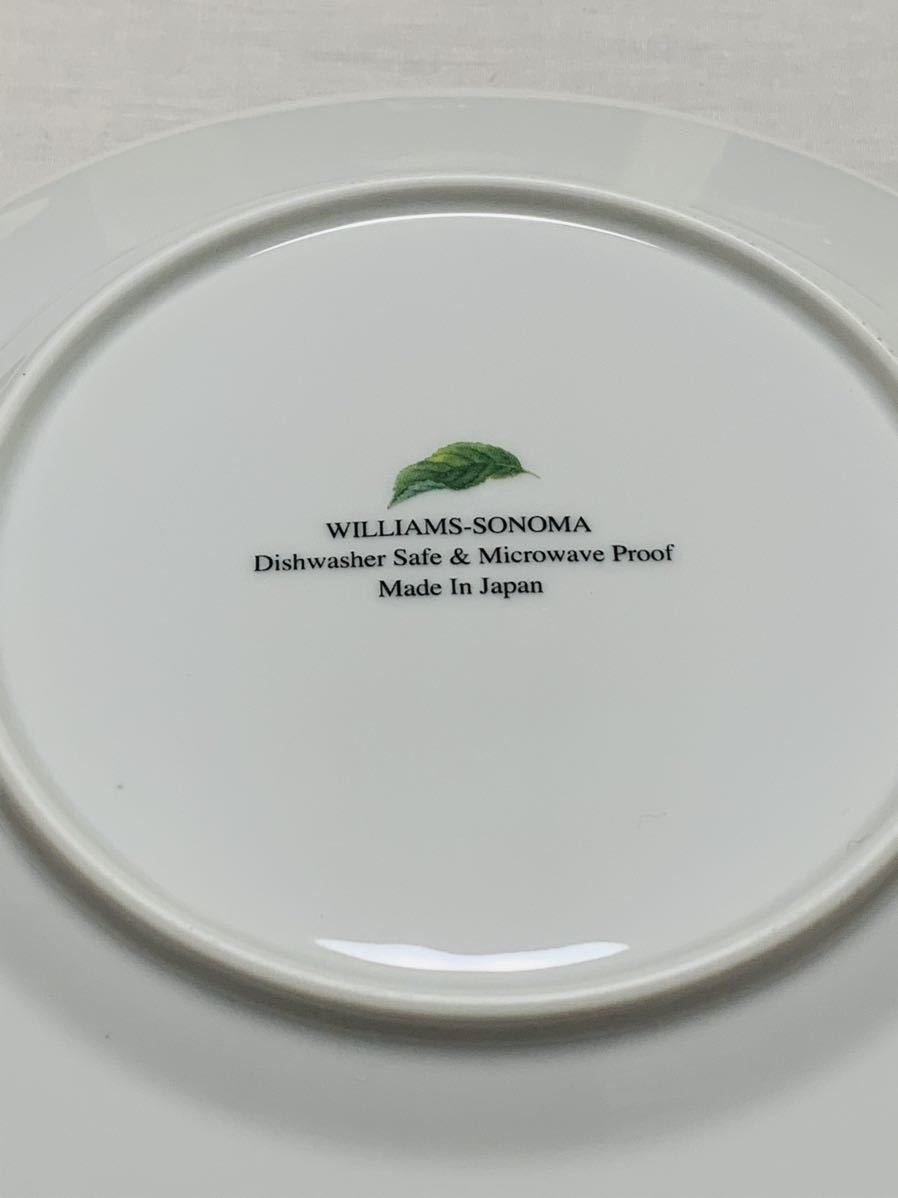 WILLIAMS-SONOMA
Dishwasher Safe & Microwave Proof
Made In Japan